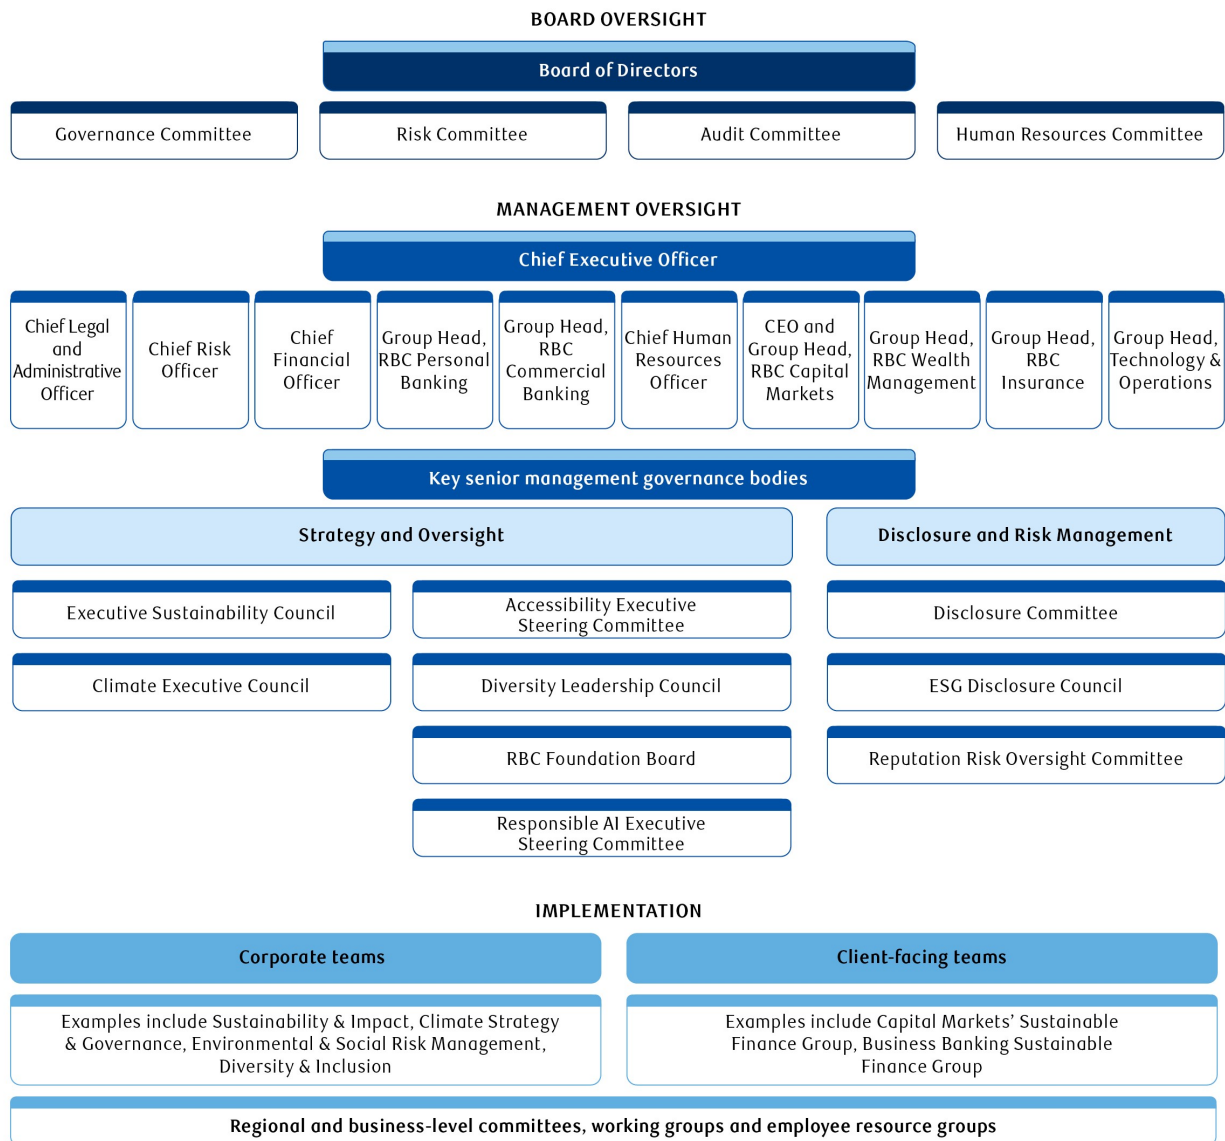 BOARD OVERSIGHT
Board of Directors
Governance Committee
Risk Committee
Audit Committee
Human Resources Committee
MANAGEMENT OVERSIGHT
Chief Executive Officer
Chief Legal
and
Administrative
Officer
Chief Risk
Officer
Chief
Financial
Officer
Group Head,
RBC Personal
Banking
Group Head,
RBC
Commercial
Banking
Chief Human
Resources
Officer
CEO and
Group Head,
RBC Capital
Markets
Group Head,
RBC Wealth
Management
Group Head,
RBC
Insurance
Group Head,
Technology &
Operations
Key senior management governance bodies
Strategy and Oversight
Executive Sustainability Council
Climate Executive Council
Accessibility Executive
Steering Committee
Diversity Leadership Council
RBC Foundation Board
Responsible AI Executive
Steering Committee
Disclosure and Risk Management
Disclosure Committee
ESG Disclosure Council
Reputation Risk Oversight Committee
IMPLEMENTATION
Corporate teams
Examples include Sustainability & Impact, Climate Strategy
& Governance, Environmental & Social Risk Management,
Diversity & Inclusion
Client-facing teams
Examples include Capital Markets’ Sustainable
Finance Group, Business Banking Sustainable
Finance Group
Regional and business-level committees, working groups and employee resource groups